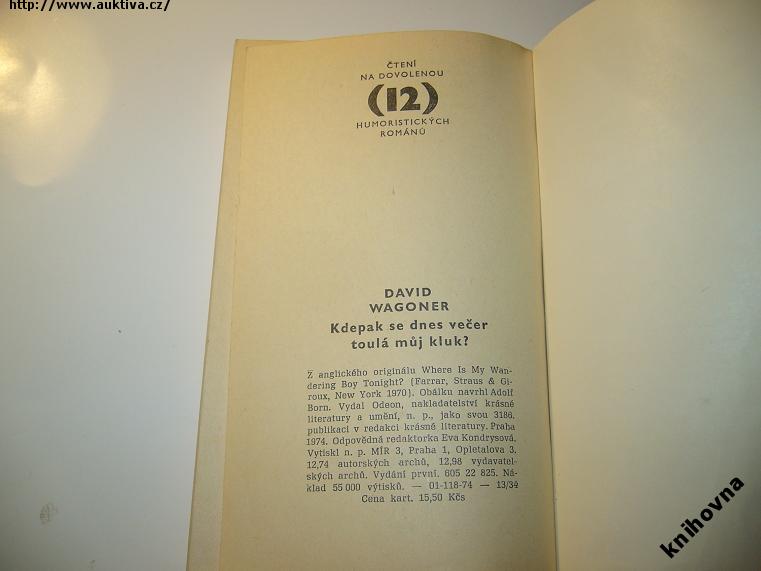 http://www.auktiva.cz/
ČTENÍ
NA DOVOLENOU
(12)
HUMORISTICKÝCH
ROMÁNŮ
DAVID
WAGONER
Kdepak se dnes večer
toulá můj kluk?
Z anglického originálu Where Is My Wan-
dering Boy Tonight? (Farrar, Straus & Gi-
roux, New York 1970). Obálku navrhl Adolf
Born. Vydal Odeon, nakladatelství krásné
literatury a umění, n. p., jako svou 3186.
publikaci v redakci krásné literatury. Praha
1974. Odpovědná redaktorka Eva Kondrysová.
Vytiskl n. p. MÍR 3, Praha 1, Opletalova 3.
12,74 autorských archů, 12,98 vydavatel-
ských archů. Vydání první. 605 22 825. Ná-
klad 55 000 výtisků. — 01-118-74 — 13/34
Cena kart. 15,50 Kčs
knihovna